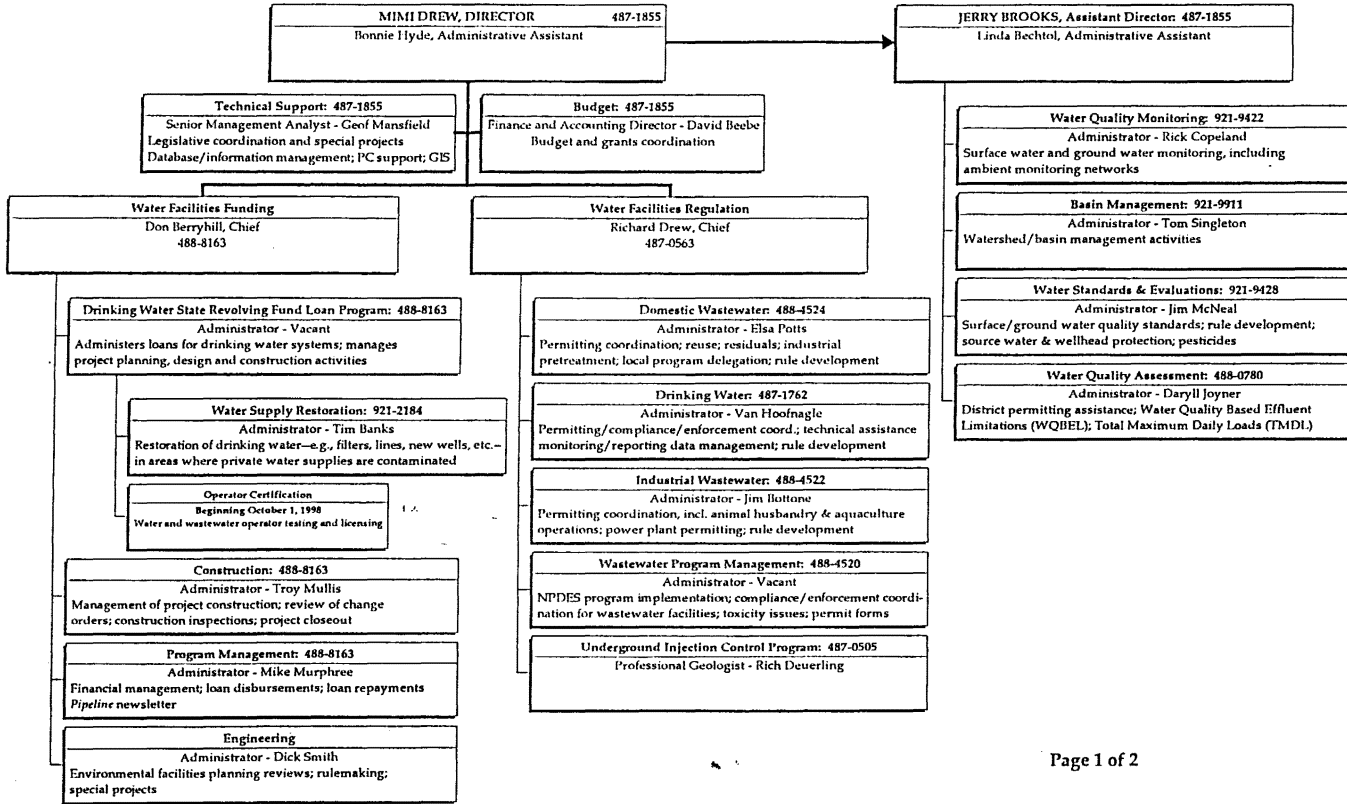 MIMI DREW, DIRECTOR 487-1855
Bonnie Hyde, Administrative Assistant
JERRY BROOKS, Assistant Director: 487-1855
Linda Bechtol, Administrative Assistant
Technical Support: 487-1855
Senior Management Analyst - Geof Mansfield
Legislative coordination and special projects
Database/information management; PC support; GIS
Budget: 487-1855
Finance and Accounting Director - David Beebe
Budget and grants coordination
Water Facilities Funding
Don Berryhill, Chief
488-8163
Drinking Water State Revolving Fund Loan Program: 488-8163
Administrator - Vacant
Administers loans for drinking water systems; manages
project planning, design and construction activities
Water Supply Restoration: 921-2184
Administrator - Tim Banks
Restoration of drinking water—e.g., filters, lines, new wells, etc.–
in areas where private water supplies are contaminated
Operator Certification
Beginning October 1, 1998
Water and wastewater operator testing and licensing
Construction: 488-8163
Administrator - Troy Mullis
Management of project construction; review of change
orders; construction inspections; project closeout
Program Management: 488-8163
Administrator - Mike Murphree
Financial management; loan disbursements; loan repayments
Pipeline newsletter
Engineering
Administrator - Dick Smith
Environmental facilities planning reviews; rulemaking;
special projects
Water Facilities Regulation
Richard Drew, Chief
487-0563
Domestic Wastewater: 488-4524
Administrator - Elsa Potts
Permitting coordination; reuse; residuals; industrial
pretreatment; local program delegation; rule development
Drinking Water: 487-1762
Administrator - Van Hoofnagle
Permitting/compliance/enforcement coord.; technical assistance
monitoring/reporting data management; rule development
Industrial Wastewater: 488-4522
Administrator - Jim Bottone
Permitting coordination, incl. animal husbandry & aquaculture
operations; power plant permitting; rule development
Wastewater Program Management: 488-4520
Administrator - Vacant
NPDES program implementation; compliance/enforcement coordi-
nation for wastewater facilities; toxicity issues; permit forms
Underground Injection Control Program: 487-0505
Professional Geologist - Rich Deuerling
Water Quality Monitoring: 921-9422
Administrator - Rick Copeland
Surface water and ground water monitoring, including
ambient monitoring networks
Basin Management: 921-9911
Administrator - Tom Singleton
Watershed/basin management activities
Water Standards & Evaluations: 921-9428
Administrator - Jim McNeal
Surface/ground water quality standards; rule development;
source water & wellhead protection; pesticides
Water Quality Assessment: 488-0780
Administrator - Daryll Joyner
District permitting assistance; Water Quality Based Effluent
Limitations (WQBEL); Total Maximum Daily Loads (TMDL)
Page 1 of 2